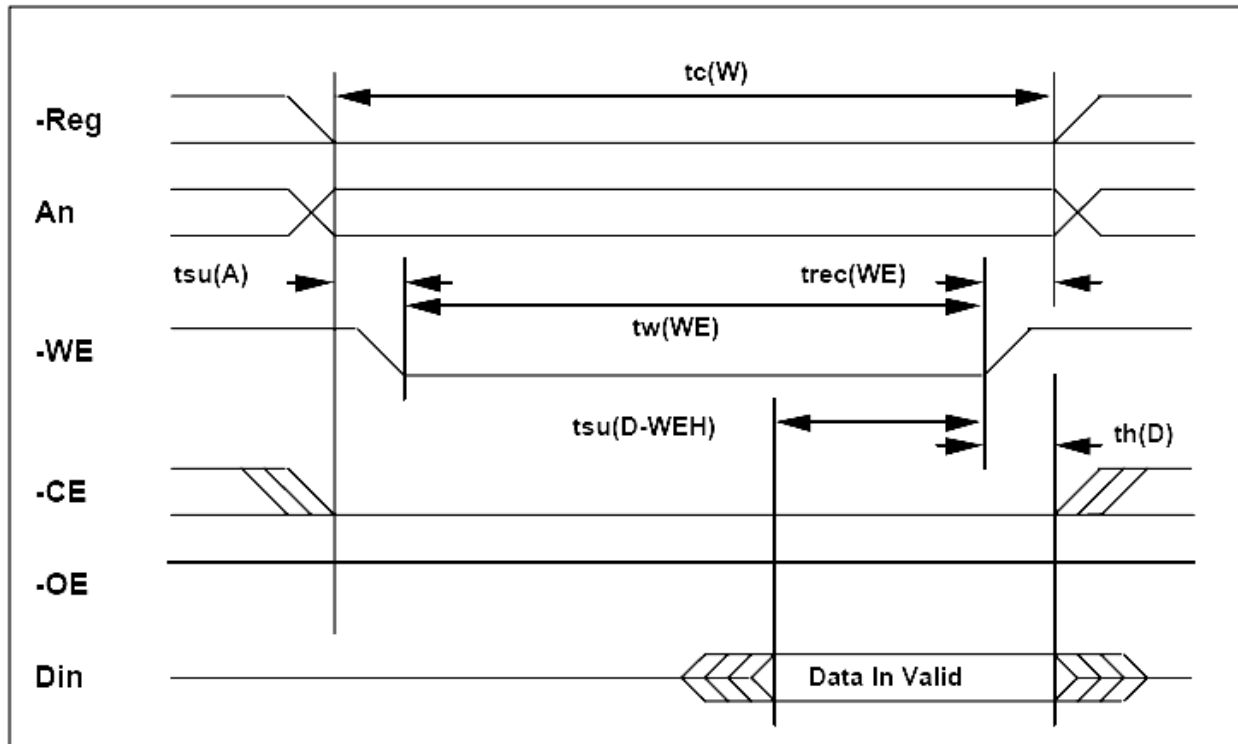 tc(W)
-Reg
An
tsu(A)
trec(WE)
tw(WE)
-WE
tsu(D-WEH)
th(D)
-CE
-OE
Din
Data In Valid